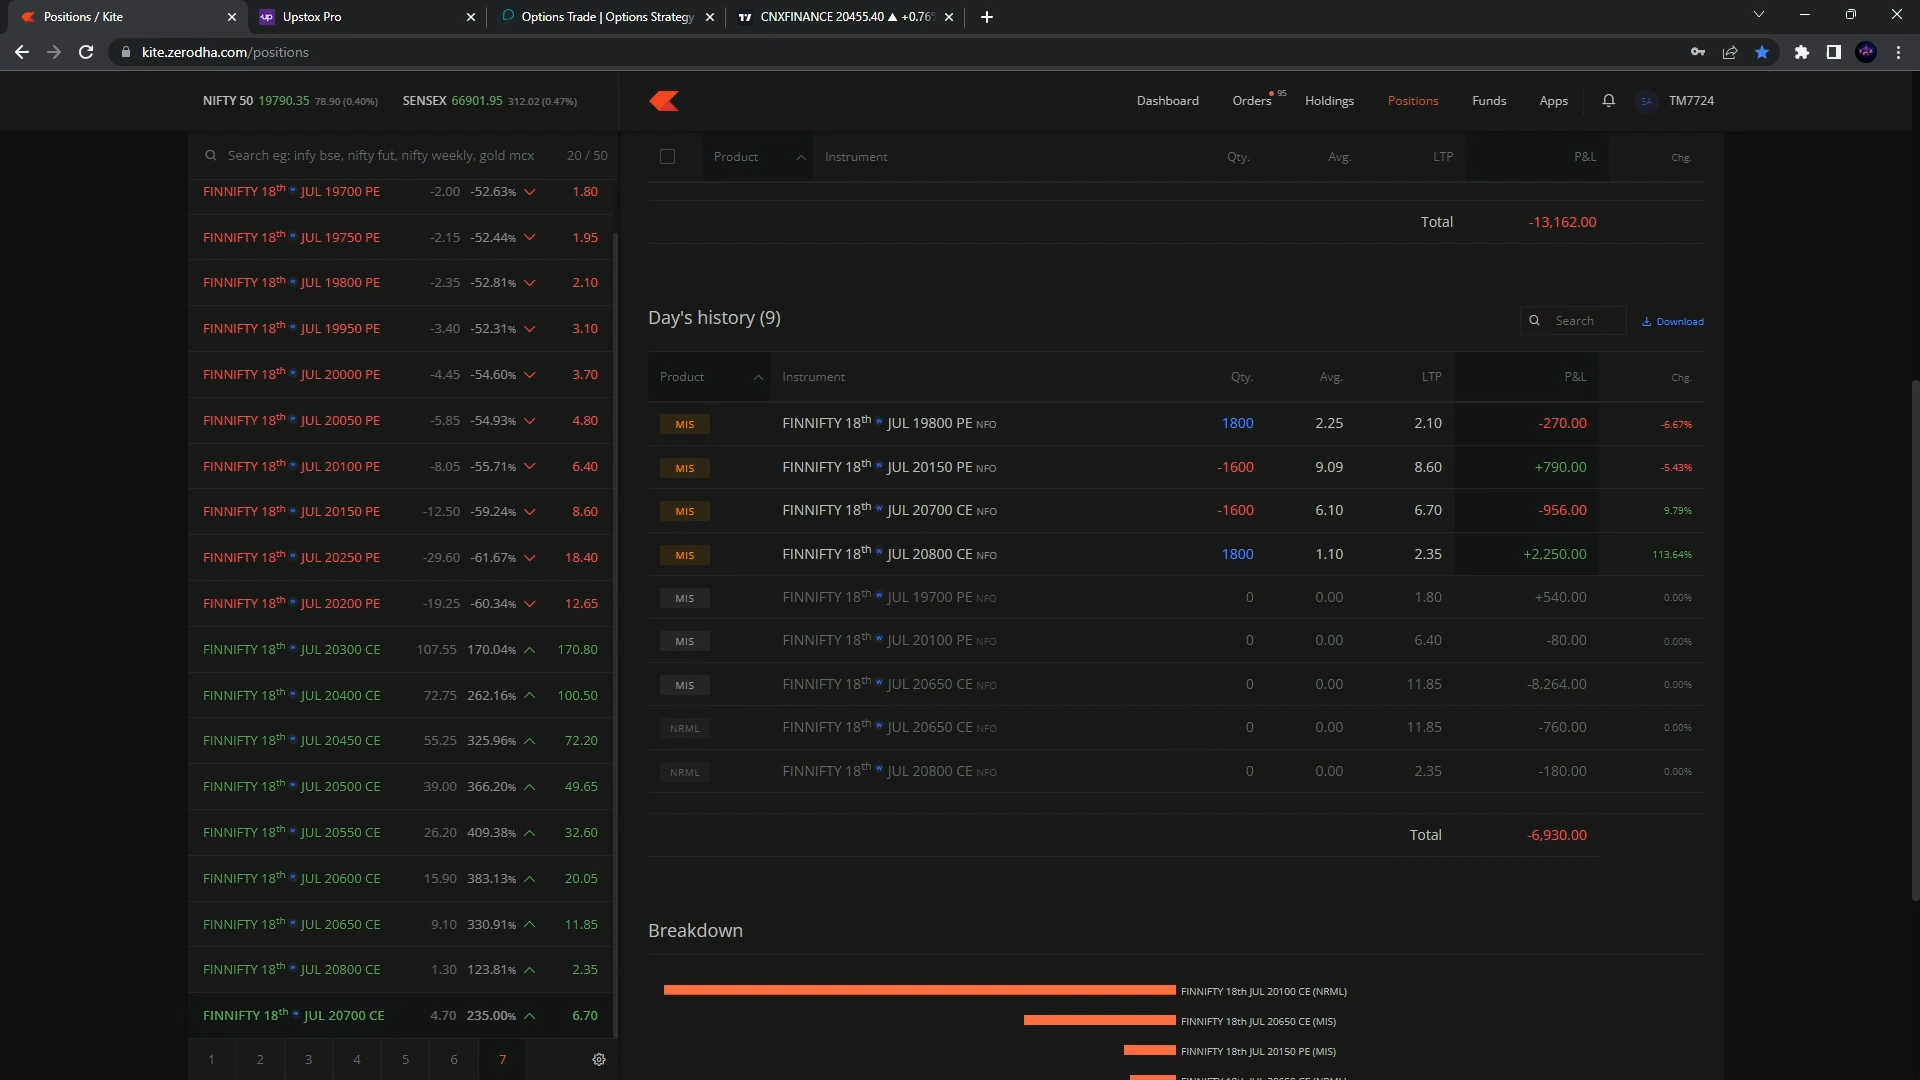 Positions / Kite
Upstox Pro
Options Trade | Options Strategy
CNXFINANCE 20455.40 ▲ +0.76%
kite.zerodha.com/positions
NIFTY 50 19790.35 78.90 (0.40%) SENSEX 66901.95 312.02 (0.47%)
Dashboard Orders 95 Holdings Positions Funds Apps SA TM7724
Search eg: infy bse, nifty fut, nifty weekly, gold mcx 20 / 50
FINNIFTY 18th w JUL 19700 PE -2.00 -52.63% 1.80
FINNIFTY 18th w JUL 19750 PE -2.15 -52.44% 1.95
FINNIFTY 18th w JUL 19800 PE -2.35 -52.81% 2.10
FINNIFTY 18th w JUL 19950 PE -3.40 -52.31% 3.10
FINNIFTY 18th w JUL 20000 PE -4.45 -54.60% 3.70
FINNIFTY 18th w JUL 20050 PE -5.85 -54.93% 4.80
FINNIFTY 18th w JUL 20100 PE -8.05 -55.71% 6.40
FINNIFTY 18th w JUL 20150 PE -12.50 -59.24% 8.60
FINNIFTY 18th w JUL 20250 PE -29.60 -61.67% 18.40
FINNIFTY 18th w JUL 20200 PE -19.25 -60.34% 12.65
FINNIFTY 18th w JUL 20300 CE 107.55 170.04% 170.80
FINNIFTY 18th w JUL 20400 CE 72.75 262.16% 100.50
FINNIFTY 18th w JUL 20450 CE 55.25 325.96% 72.20
FINNIFTY 18th w JUL 20500 CE 39.00 366.20% 49.65
FINNIFTY 18th w JUL 20550 CE 26.20 409.38% 32.60
FINNIFTY 18th w JUL 20600 CE 15.90 383.13% 20.05
FINNIFTY 18th w JUL 20650 CE 9.10 330.91% 11.85
FINNIFTY 18th w JUL 20800 CE 1.30 123.81% 2.35
FINNIFTY 18th w JUL 20700 CE 4.70 235.00% 6.70
1 2 3 4 5 6 7
Product Instrument Qty. Avg. LTP P&L Chg.
Total -13,162.00
Day's history (9) Search Download
Product Instrument Qty. Avg. LTP P&L Chg.
MIS FINNIFTY 18th w JUL 19800 PE NFO 1800 2.25 2.10 -270.00 -6.67%
MIS FINNIFTY 18th w JUL 20150 PE NFO -1600 9.09 8.60 +790.00 -5.43%
MIS FINNIFTY 18th w JUL 20700 CE NFO -1600 6.10 6.70 -956.00 9.79%
MIS FINNIFTY 18th w JUL 20800 CE NFO 1800 1.10 2.35 +2,250.00 113.64%
MIS FINNIFTY 18th w JUL 19700 PE NFO 0 0.00 1.80 +540.00 0.00%
MIS FINNIFTY 18th w JUL 20100 PE NFO 0 0.00 6.40 -80.00 0.00%
MIS FINNIFTY 18th w JUL 20650 CE NFO 0 0.00 11.85 -8,264.00 0.00%
NRML FINNIFTY 18th w JUL 20650 CE NFO 0 0.00 11.85 -760.00 0.00%
NRML FINNIFTY 18th w JUL 20800 CE NFO 0 0.00 2.35 -180.00 0.00%
Total -6,930.00
Breakdown
FINNIFTY 18th JUL 20100 CE (NRML)
FINNIFTY 18th JUL 20650 CE (MIS)
FINNIFTY 18th JUL 20150 PE (MIS)